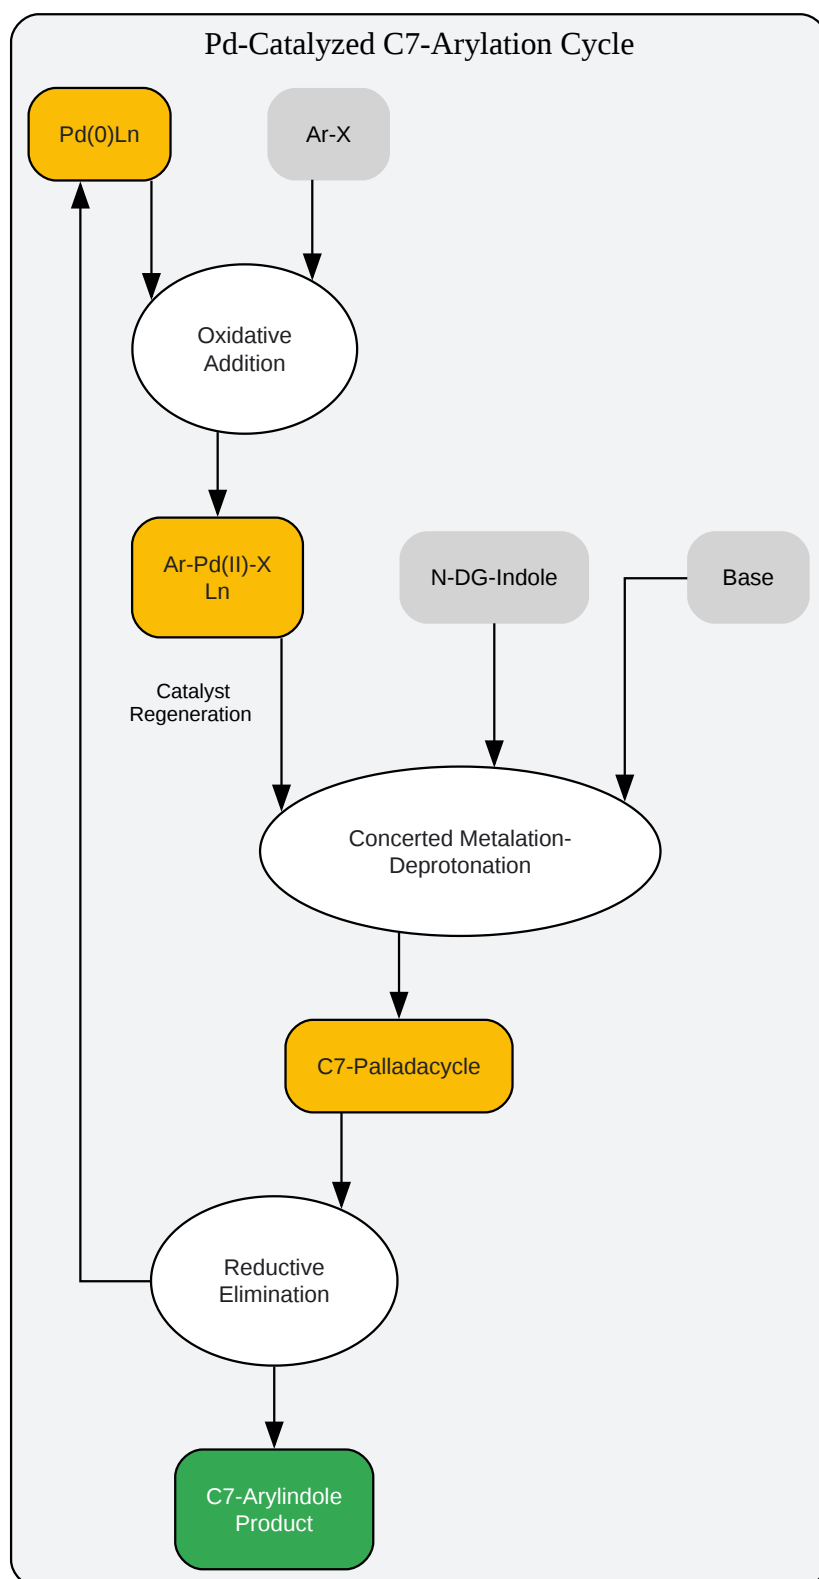 Pd-Catalyzed C7-Arylation Cycle
Pd(0)Ln
Ar-X
Oxidative
Addition
Ar-Pd(II)-X
Ln
N-DG-Indole
Base
Catalyst
Regeneration
Concerted Metalation-
Deprotonation
C7-Palladacycle
Reductive
Elimination
C7-Arylindole
Product